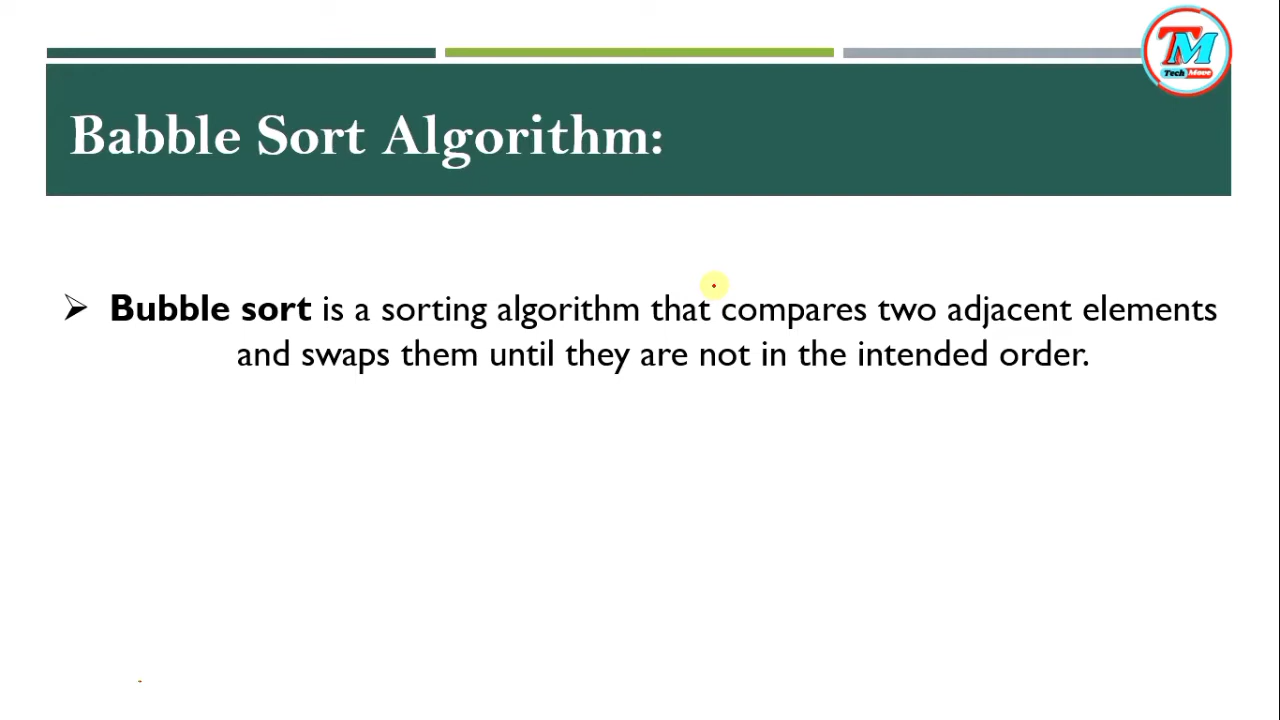 TM
Tech Move
Babble Sort Algorithm:
Bubble sort is a sorting algorithm that compares two adjacent elements
and swaps them until they are not in the intended order.